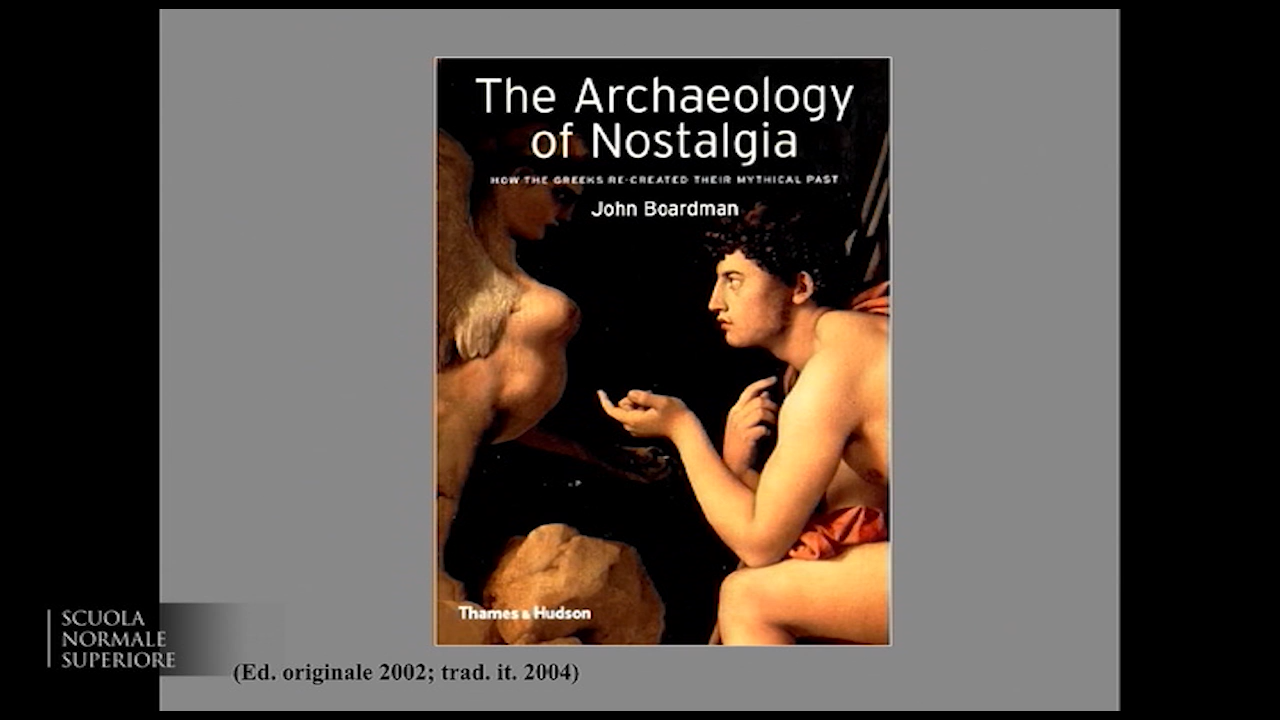 The Archaeology
of Nostalgia
HOW THE GREEKS RE-CREATED THEIR MYTHICAL PAST
John Boardman
Thames & Hudson
SCUOLA
NORMALE
SUPERIORE
(Ed. originale 2002; trad. it. 2004)